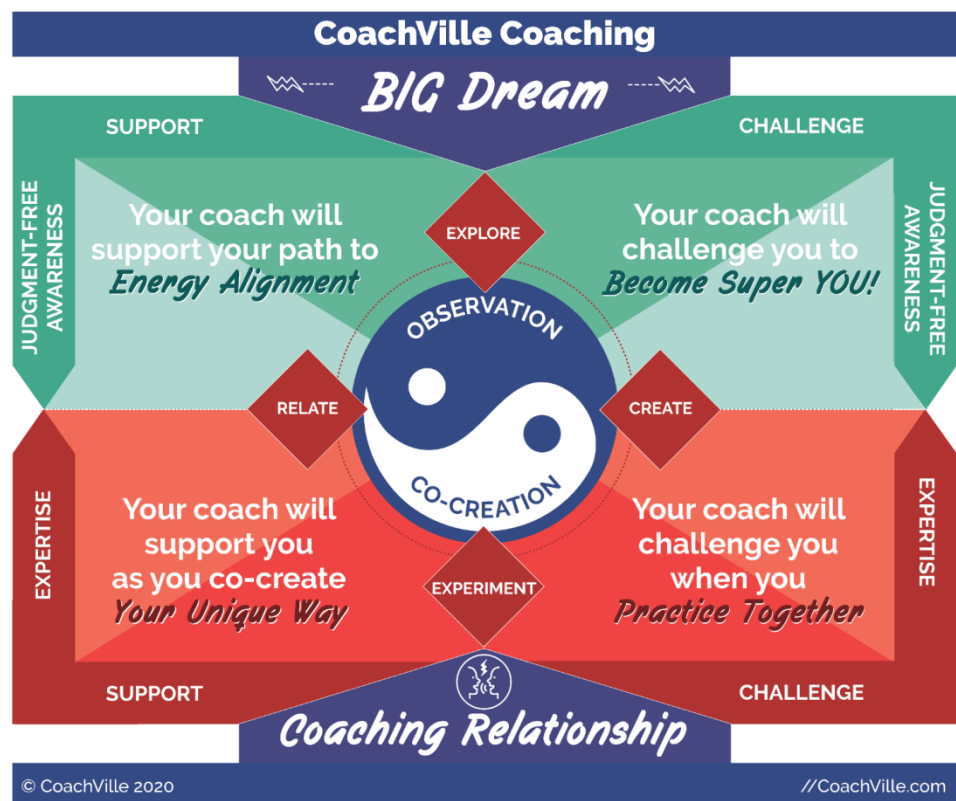 CoachVille Coaching
BIG Dream
SUPPORT
CHALLENGE
JUDGMENT-FREE
AWARENESS
Your coach will
support your path to
Energy Alignment
EXPLORE
Your coach will
challenge you to
Become Super YOU!
JUDGMENT-FREE
AWARENESS
OBSERVATION
RELATE
CREATE
CO-CREATION
EXPERTISE
Your coach will
support you
as you co-create
Your Unique Way
EXPERIMENT
Your coach will
challenge you
when you
Practice Together
EXPERTISE
SUPPORT
CHALLENGE
Coaching Relationship
© CoachVille 2020
//CoachVille.com